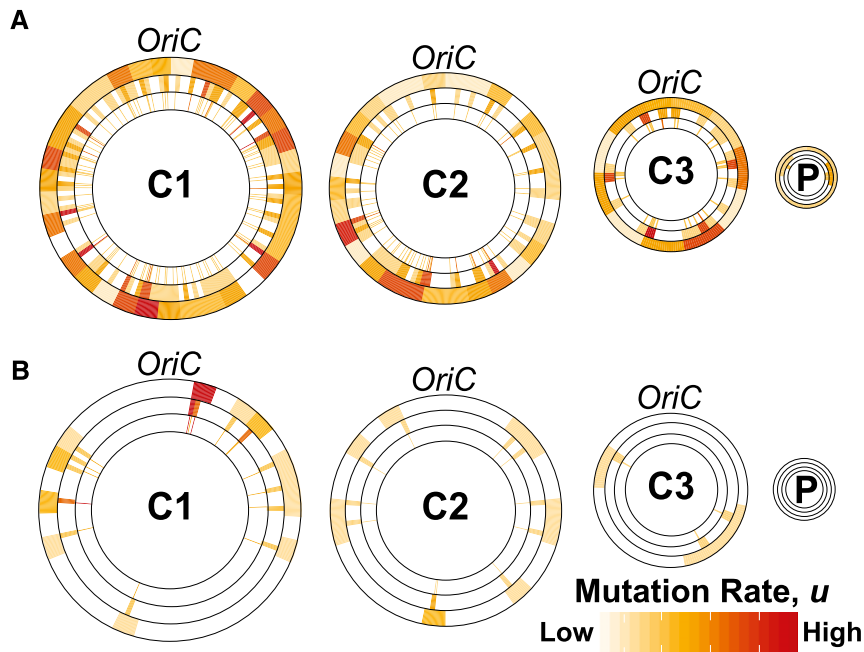 A
OriC
OriC
OriC
C1
C2
C3
P
B
OriC
OriC
OriC
C1
C2
C3
P
Mutation Rate, u
Low
High